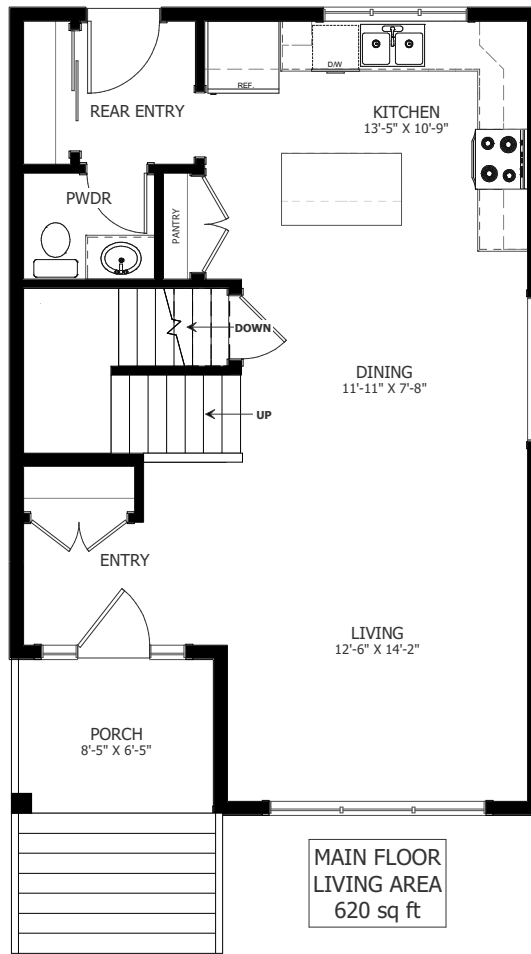 D/W
REF.
REAR ENTRY
KITCHEN
13'-5" X 10'-9"
PWDR
PANTRY
DOWN
DINING
11'-11" X 7'-8"
UP
ENTRY
LIVING
12'-6" X 14'-2"
PORCH
8'-5" X 6'-5"
MAIN FLOOR
LIVING AREA
620 sq ft